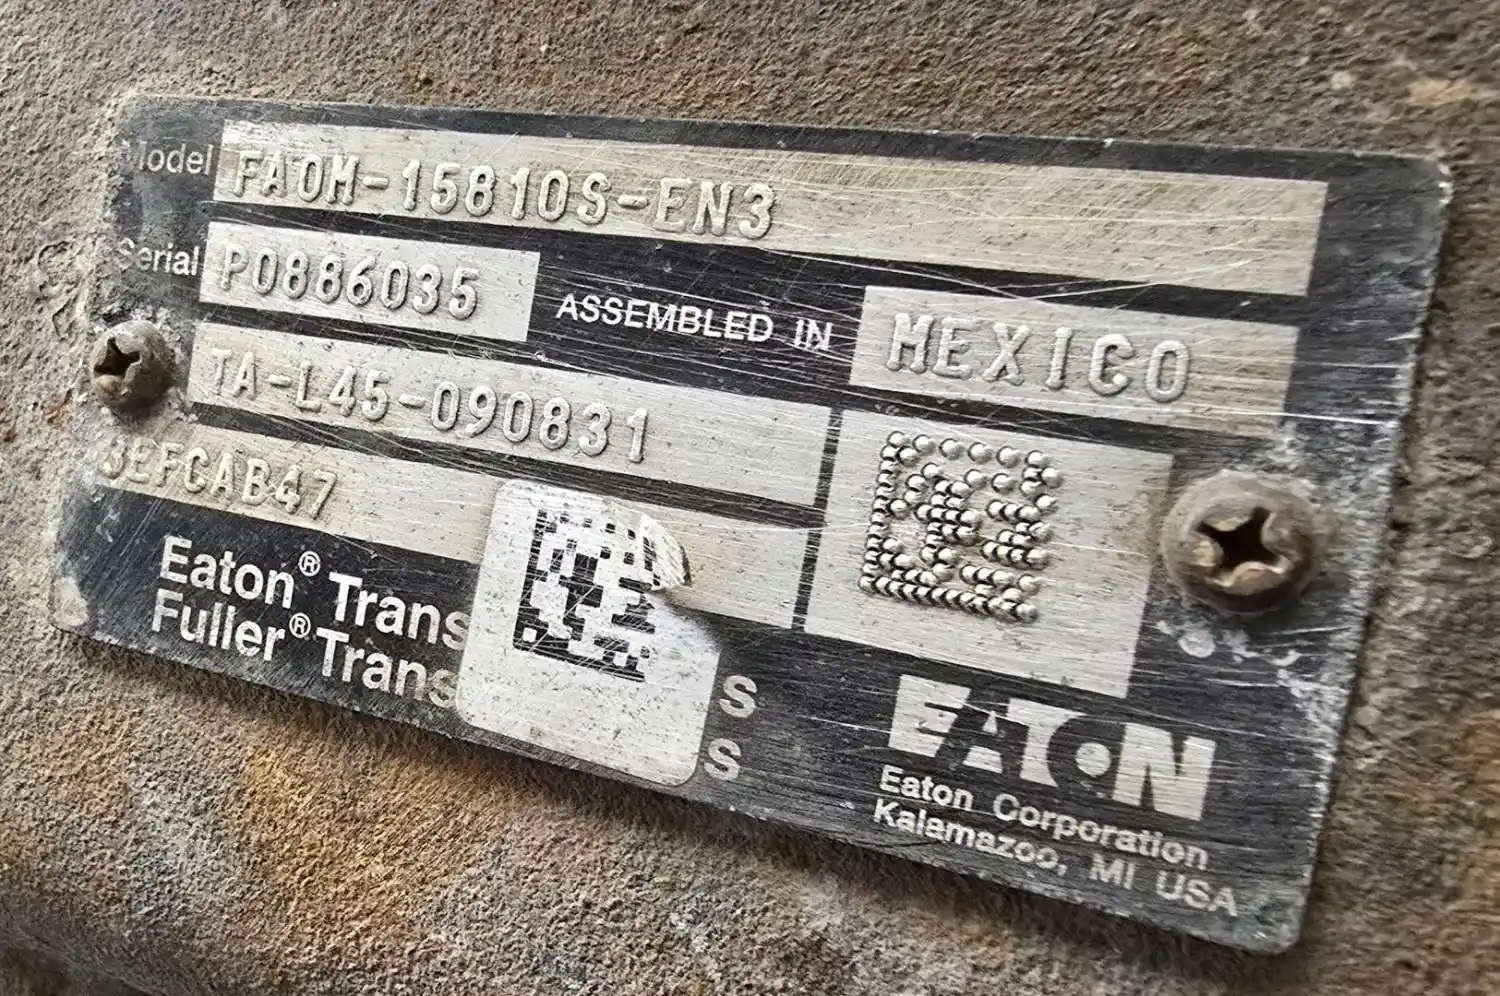 Model FAOM-15810S-EN3
Serial P0886035 ASSEMBLED IN MEXICO
TA-L45-090831
3EFCAB47
Eaton® Trans S
Fuller® Trans S
EATON
Eaton Corporation
Kalamazoo, MI USA